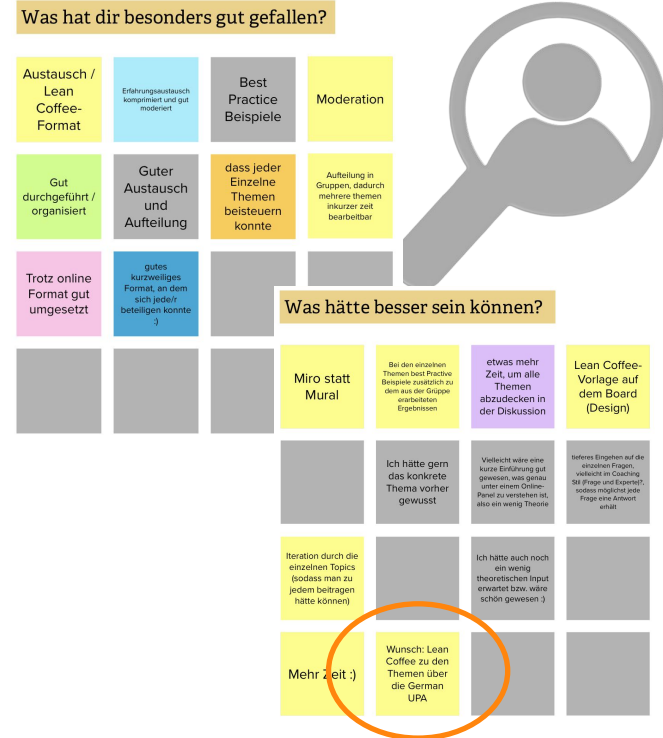 Was hat dir besonders gut gefallen?
Austausch /
Lean
Coffee-
Format
Erfahrungsaustausch
komprimiert und gut
moderiert
Best
Practice
Beispiele
Moderation
Gut
durchgeführt /
organisiert
Guter
Austausch
und
Aufteilung
dass jeder
Einzelne
Themen
beisteuern
konnte
Aufteilung in
Gruppen, dadurch
mehrere themen
inkurzer zeit
bearbeitbar
Trotz online
Format gut
umgesetzt
gutes
kurzweiliges
Format, an dem
sich jede/r
beteiligen konnte
:)
Was hätte besser sein können?
Miro statt
Mural
Bei den einzelnen
Themen best Practive
Beispiele zusätzlich zu
dem aus der Grüppe
erarbeiteten
Ergebnissen
etwas mehr
Zeit, um alle
Themen
abzudecken in
der Diskussion
Lean Coffee-
Vorlage auf
dem Board
(Design)
Ich hätte gern
das konkrete
Thema vorher
gewusst
Vielleicht wäre eine
kurze Einführung gut
gewesen, was genau
unter einem Online-
Panel zu verstehen ist,
also ein wenig Theorie
tieferes Eingehen auf die
einzelnen Fragen,
vielleicht im Coaching
Stil (Frage und Experte)?,
sodass möglichst jede
Frage eine Antwort
erhält
Iteration durch die
einzelnen Topics
(sodass man zu
jedem beitragen
hätte können)
Ich hätte auch noch
ein wenig
theoretischen Input
erwartet bzw. wäre
schön gewesen :)
Mehr Zeit :)
Wunsch: Lean
Coffee zu den
Themen über
die German
UPA